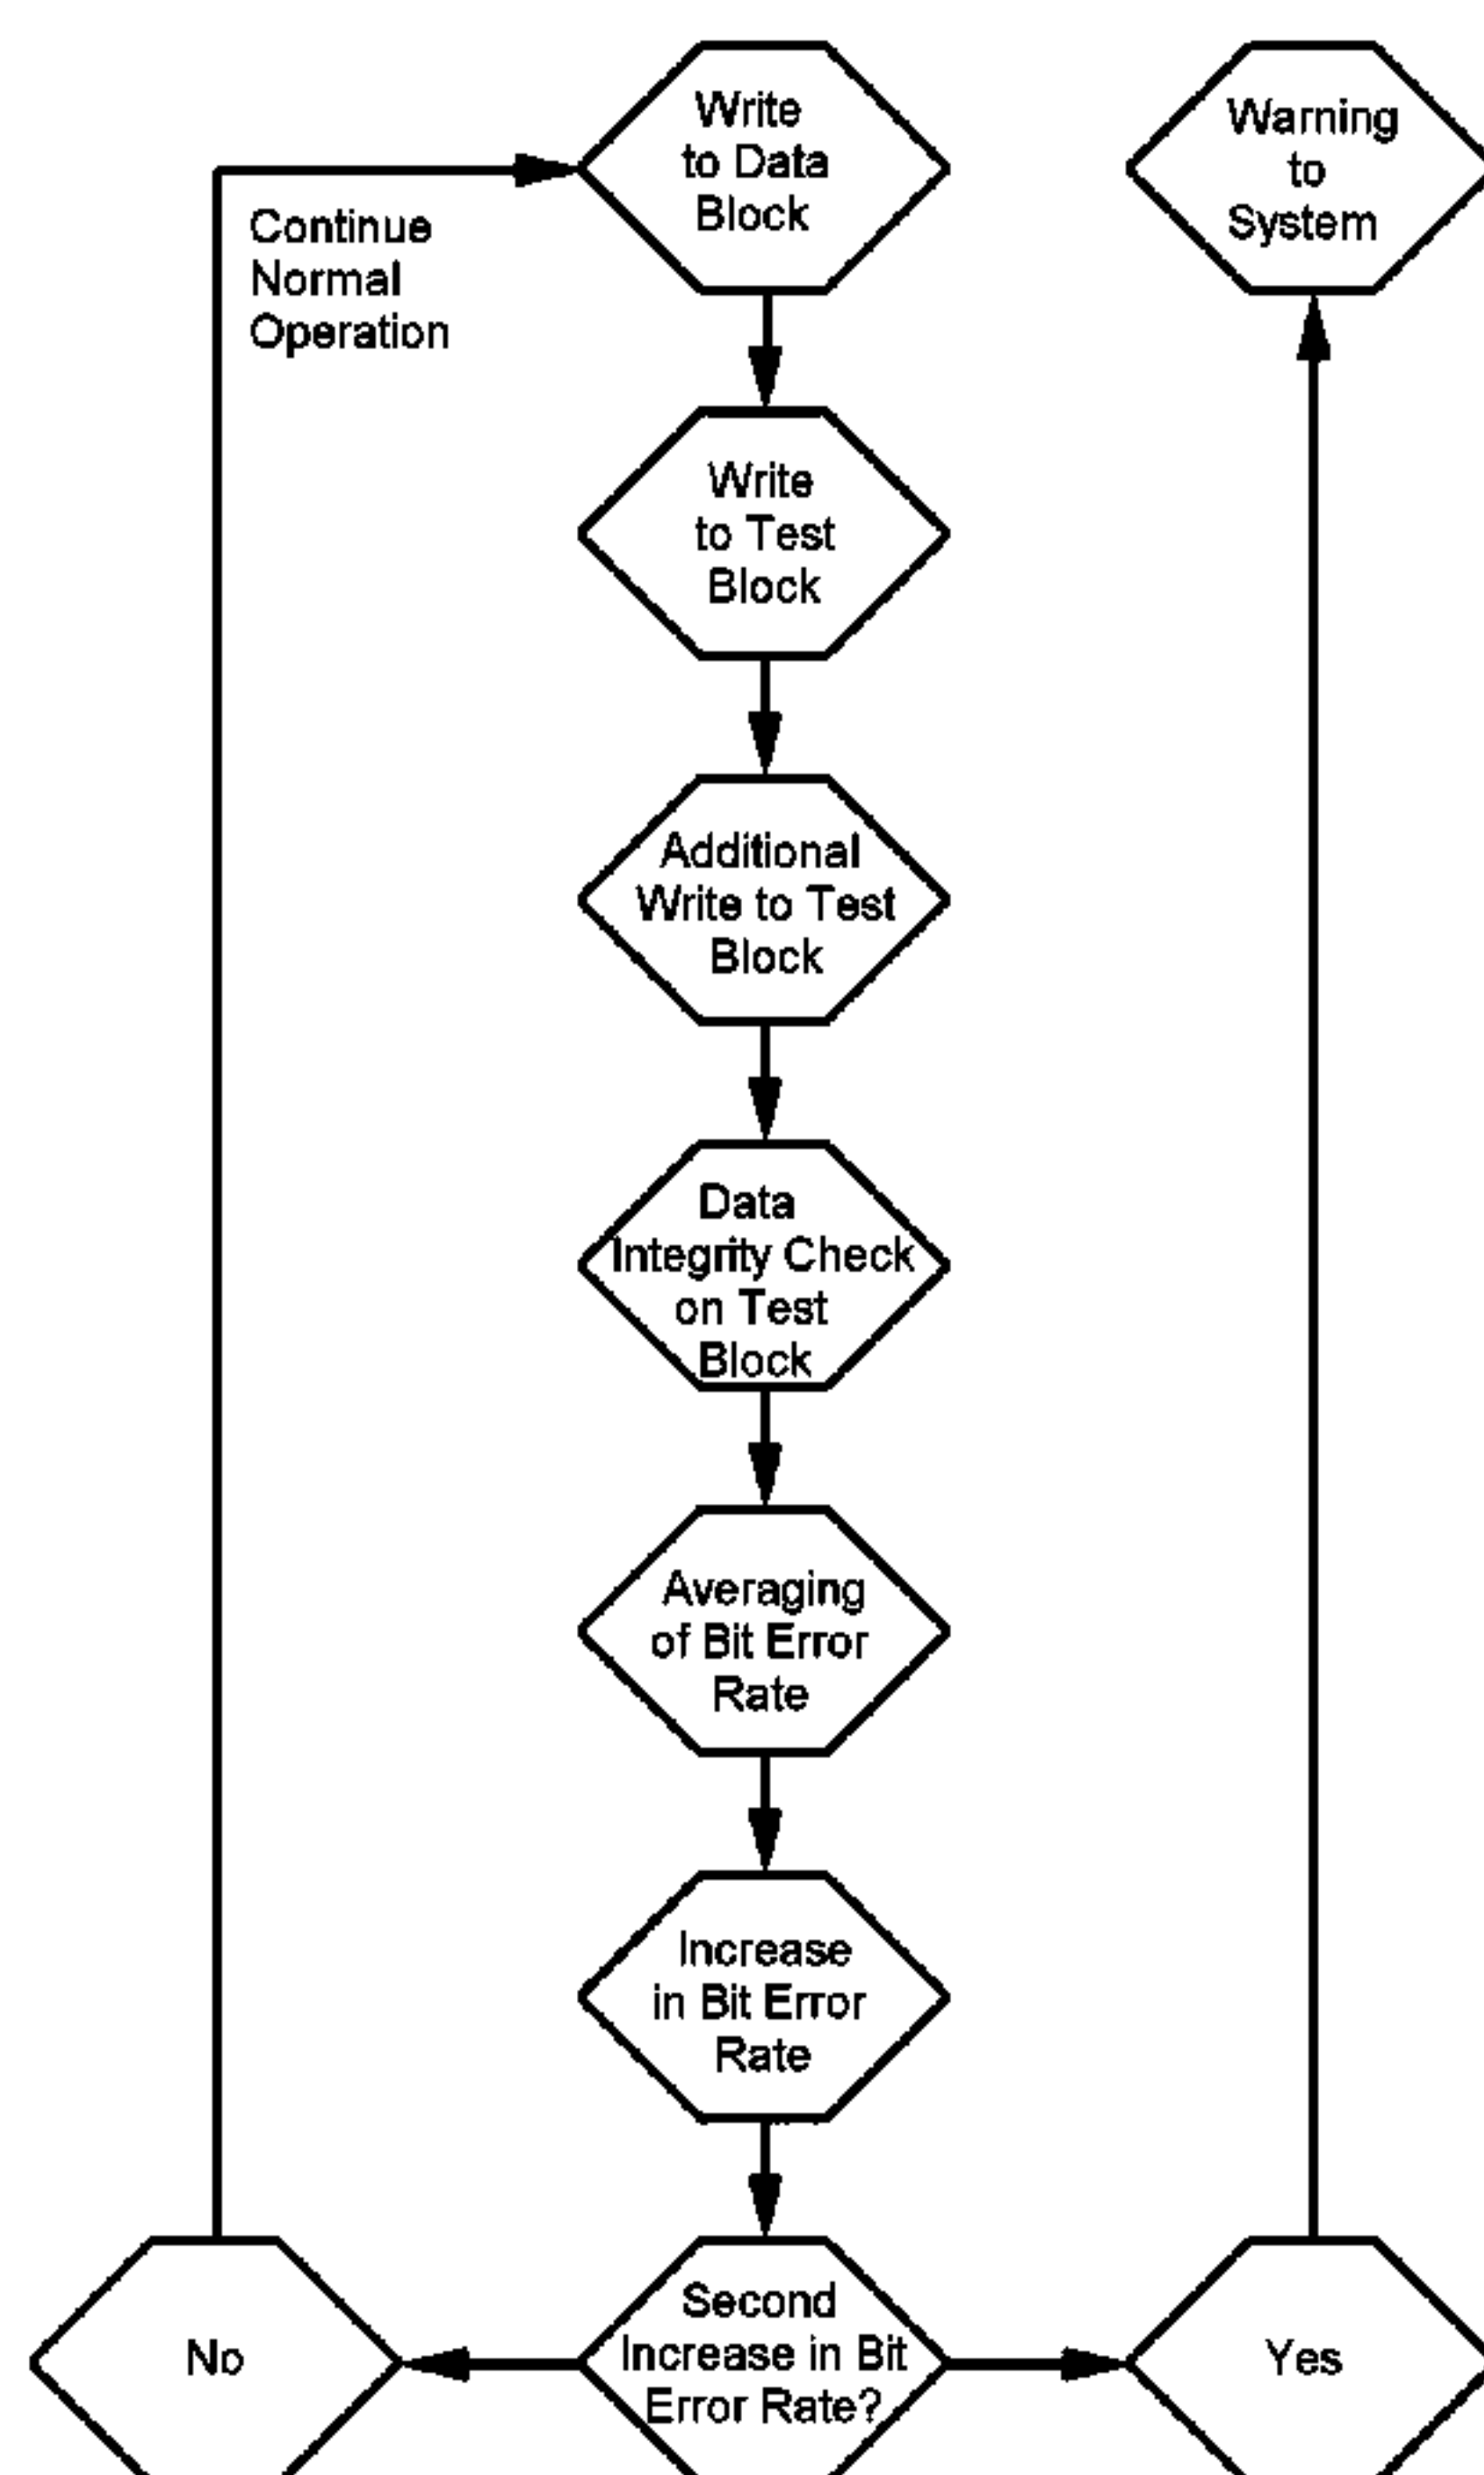 Write
to Data
Block
Warning
to
System
Continue
Normal
Operation
Write
to Test
Block
Additional
Write to Test
Block
Data
Integrity Check
on Test
Block
Averaging
of Bit Error
Rate
Increase
in Bit Error
Rate
No
Second
Increase in Bit
Error Rate?
Yes